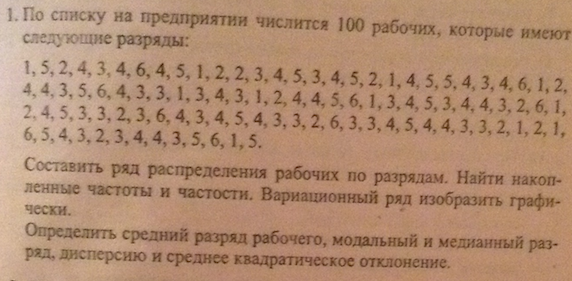 1. По списку на предприятии числится 100 рабочих, которые имеют
следующие разряды:
1, 5, 2, 4, 3, 4, 6, 4, 5, 1, 2, 2, 3, 4, 5, 3, 4, 5, 2, 1, 4, 5, 5, 4, 3, 4, 6, 1, 2,
4, 4, 3, 5, 6, 4, 3, 3, 1, 3, 4, 3, 1, 2, 4, 4, 5, 6, 1, 3, 4, 5, 3, 4, 4, 3, 2, 6, 1,
2, 4, 5, 3, 3, 2, 3, 6, 4, 3, 4, 5, 4, 3, 3, 2, 6, 3, 3, 4, 5, 4, 4, 3, 3, 2, 1, 2, 1,
6, 5, 4, 3, 2, 3, 4, 4, 3, 5, 6, 1, 5.
Составить ряд распределения рабочих по разрядам. Найти накоп-
ленные частоты и частости. Вариационный ряд изобразить графи-
чески.
Определить средний разряд рабочего, модальный и медианный раз-
ряд, дисперсию и среднее квадратическое отклонение.